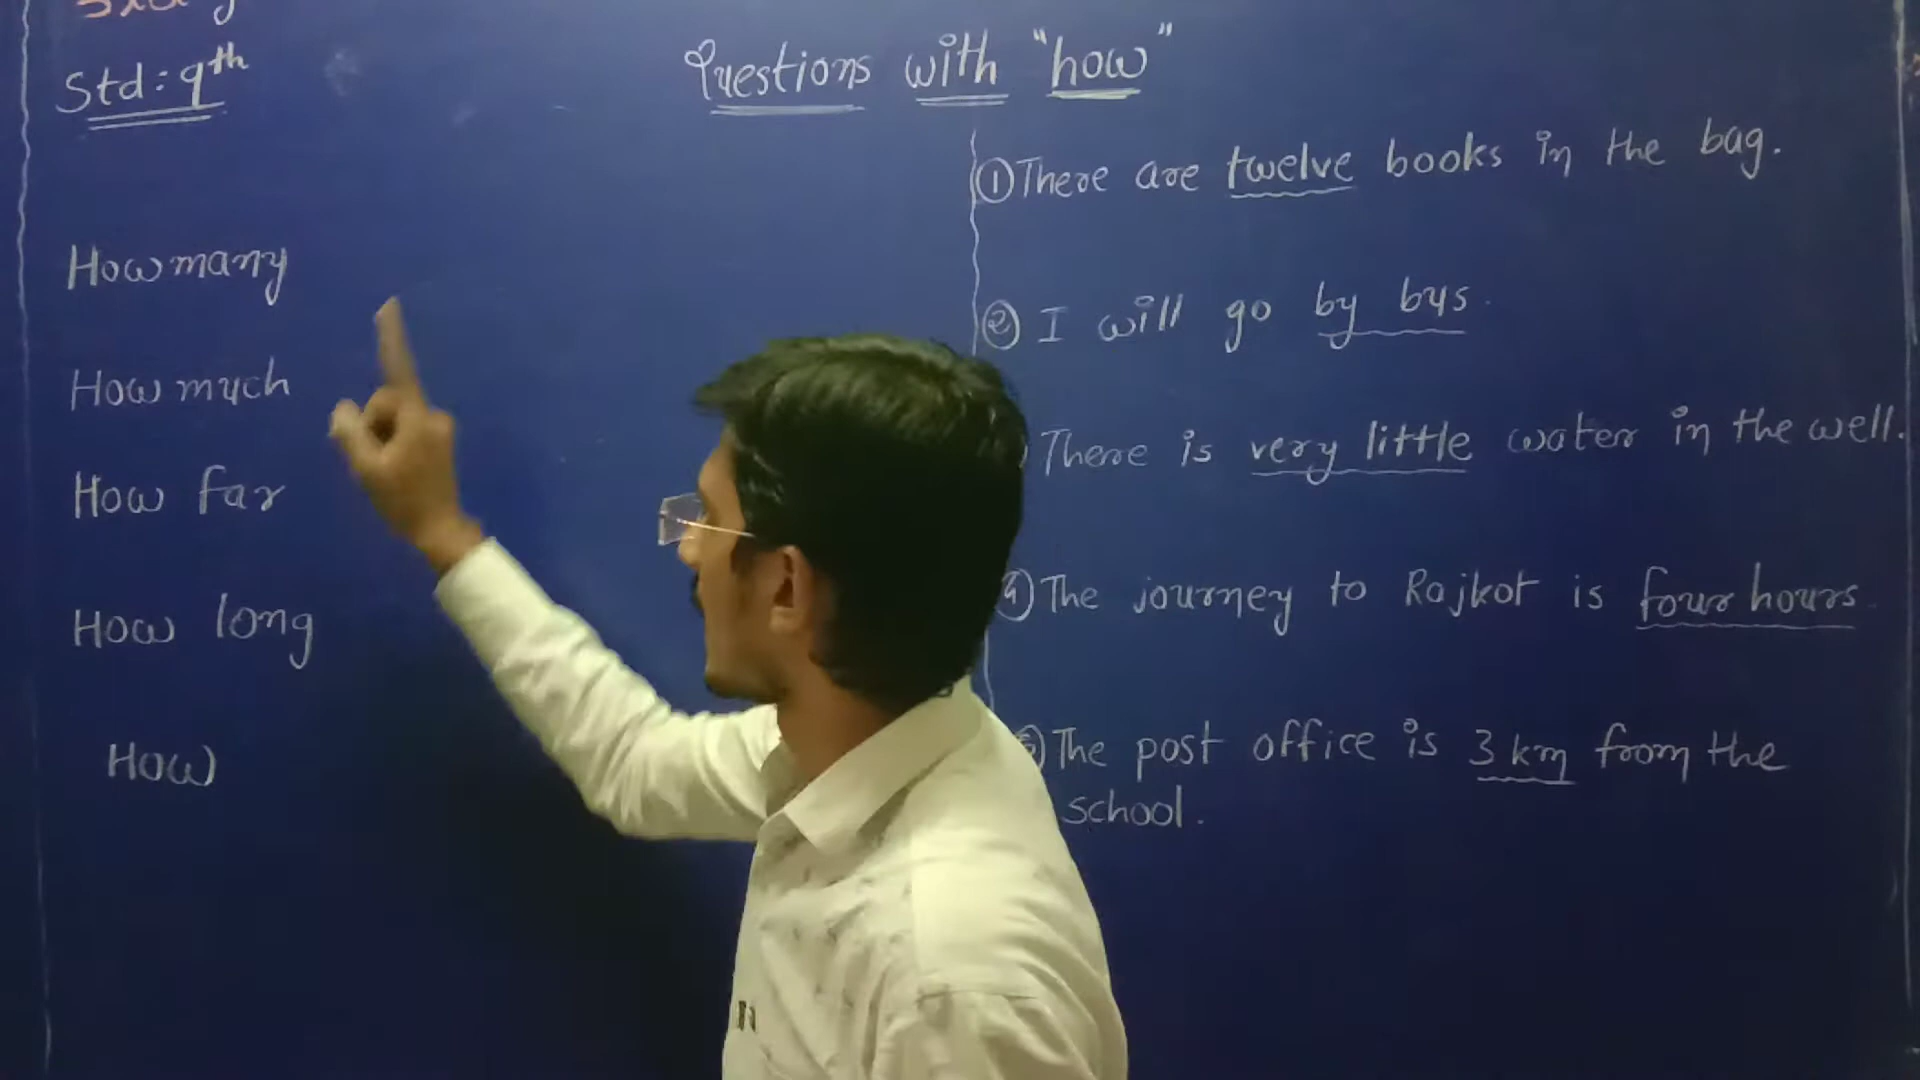 Std: 9th
Questions with "how"
How many
How much
How far
How long
How
① There are twelve books in the bag.
② I will go by bus.
There is very little water in the well.
④ The journey to Rajkot is four hours.
⑤ The post office is 3 km from the
school.